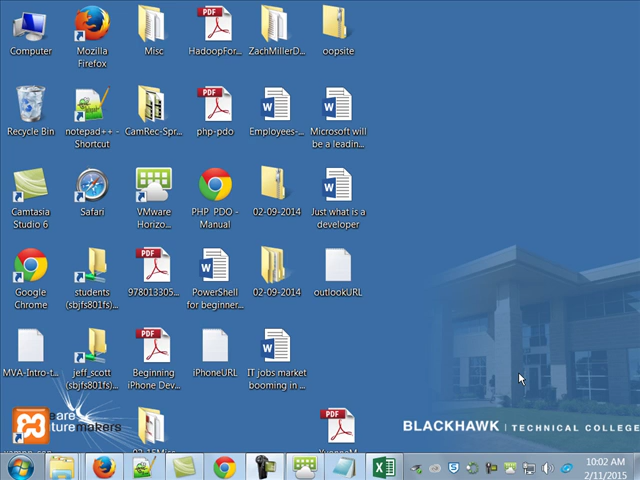 Computer
Mozilla
Firefox
Misc
HadoopFor...
ZachMillerD...
oopsite
Recycle Bin
notepad++ -
Shortcut
CamRec-Spr...
php-pdo
Employees-...
Microsoft will
be a leadin...
Camtasia
Studio 6
Safari
VMware
Horizo...
PHP_PDO -
Manual
02-09-2014
Just what is a
developer
Google
Chrome
students
(sbjfs801fs)...
978013305...
PowerShell
for beginner...
02-09-2014
outlookURL
MVA-Intro-t...
jeff_scott
(sbjfs801fs)...
Beginning
iPhone Dev...
iPhoneURL
IT jobs market
booming in ...
BLACKHAWK | TECHNICAL COLLEGE
10:02 AM
2/11/2015